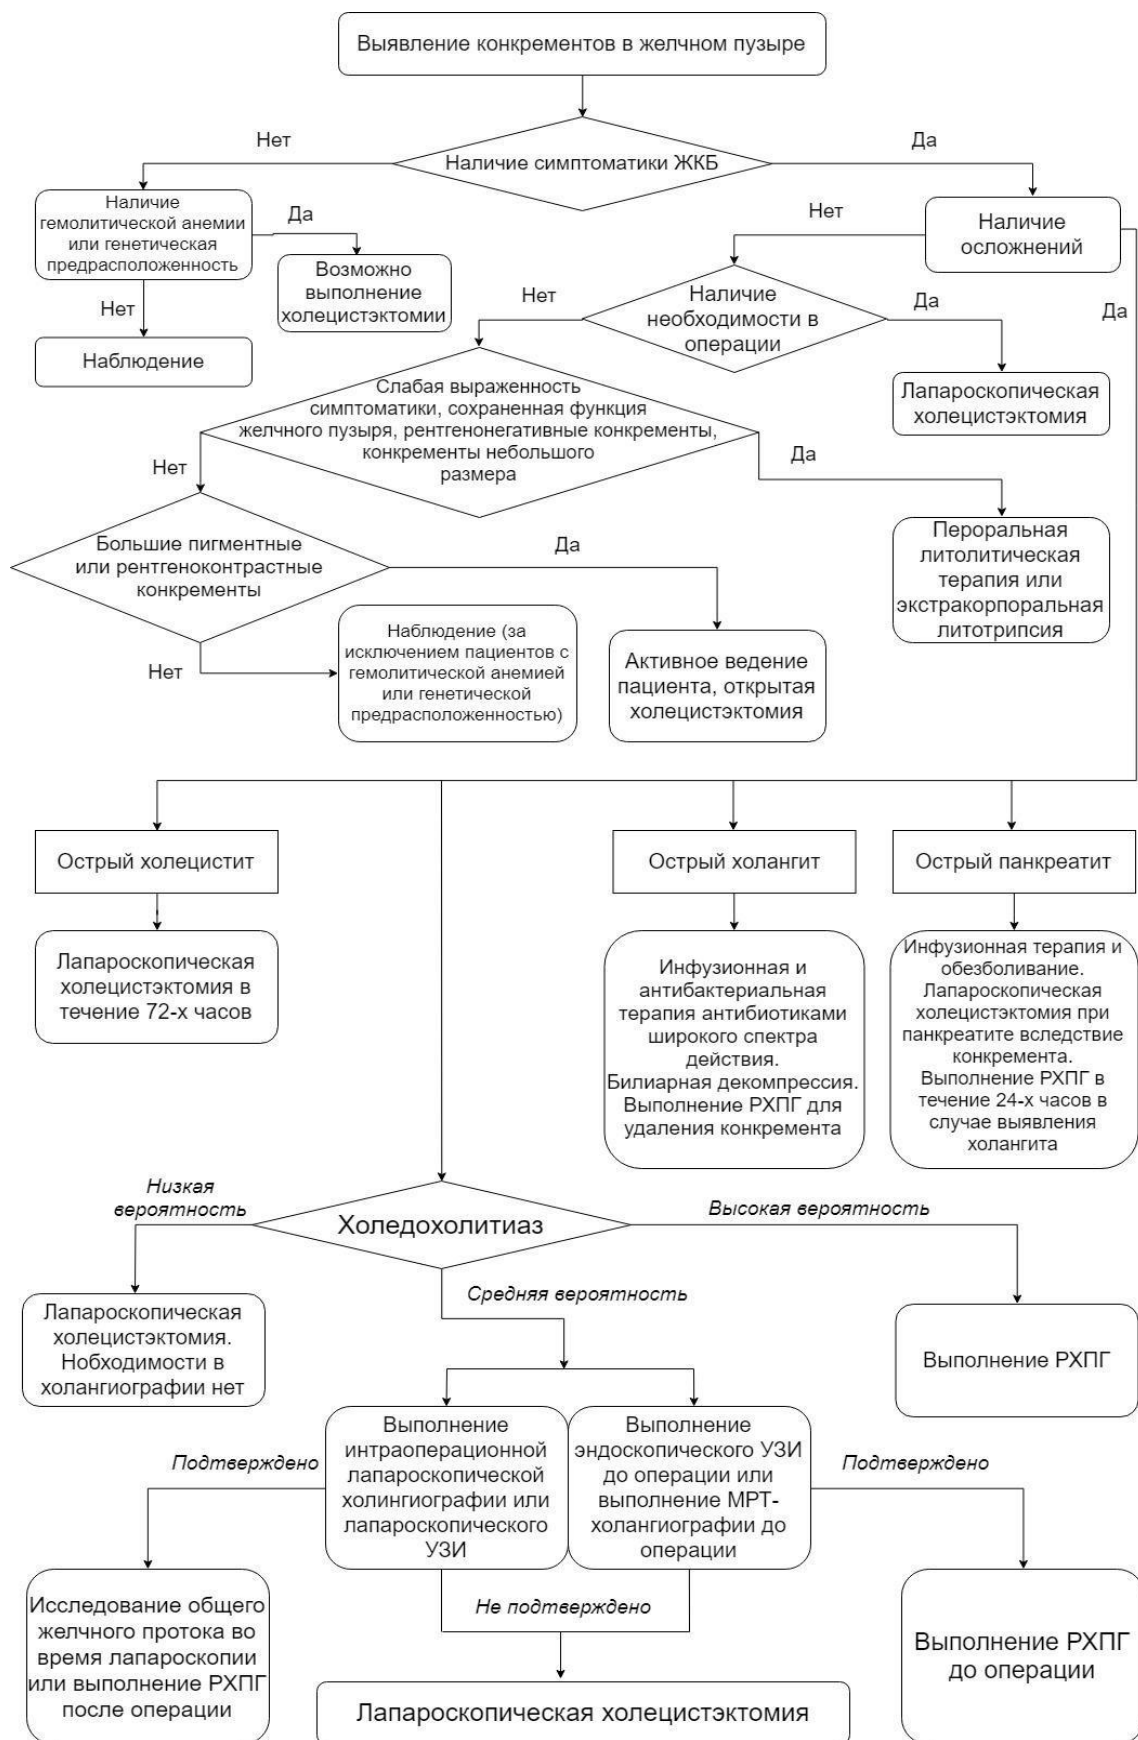 Выявление конкрементов в желчном пузыре
Нет
Да
Наличие симптоматики ЖКБ
Наличие
гемолитической анемии
или генетическая
предрасположенность
Да
Нет
Наличие
осложнений
Возможно
выполнение
холецистэктомии
Нет
Нет
Наличие
необходимости в
операции
Да
Да
Наблюдение
Слабая выраженность
симптоматики, сохраненная функция
желчного пузыря, рентгенонегативные конкременты,
конкременты небольшого
размера
Лапароскопическая
холецистэктомия
Нет
Да
Большие пигментные
или рентгеноконтрастные
конкременты
Да
Пероральная
литолитическая
терапия или
экстракорпоральная
литотрипсия
Нет
Наблюдение (за
исключением пациентов с
гемолитической анемией
или генетической
предрасположенностью)
Активное ведение
пациента, открытая
холецистэктомия
Острый холецистит
Острый холангит
Острый панкреатит
Лапароскопическая
холецистэктомия в
течение 72-х часов
Инфузионная и
антибактериальная
терапия антибиотиками
широкого спектра
действия.
Билиарная декомпрессия.
Выполнение РХПГ для
удаления конкремента
Инфузионная терапия и
обезболивание.
Лапароскопическая
холецистэктомия при
панкреатите вследствие
конкремента.
Выполнение РХПГ в
течение 24-х часов в
случае выявления
холангита
Низкая
вероятность
Холедохолитиаз
Высокая вероятность
Средняя вероятность
Лапароскопическая
холецистэктомия.
Нобходимости в
холангиографии нет
Выполнение РХПГ
Подтверждено
Выполнение
интраоперационной
лапароскопической
холингиографии или
лапароскопического
УЗИ
Выполнение
эндоскопического УЗИ
до операции или
выполнение МРТ-
холангиографии до
операции
Подтверждено
Исследование общего
желчного протока во
время лапароскопии
или выполнение РХПГ
после операции
Не подтверждено
Выполнение РХПГ
до операции
Лапароскопическая холецистэктомия